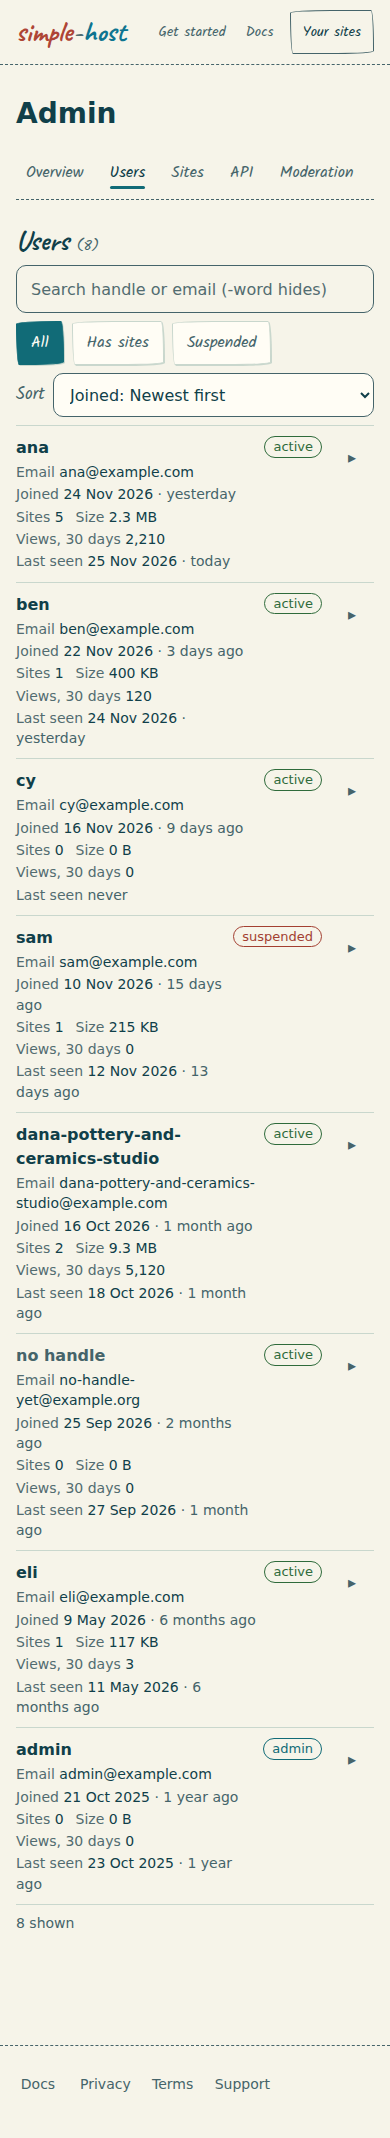 simple-host Get started Docs Your sites
Admin
Overview Users Sites API Moderation
Users (8)
Search handle or email (-word hides)
All Has sites Suspended
Sort Joined: Newest first
ana active ▸
Email ana@example.com
Joined 24 Nov 2026 · yesterday
Sites 5 Size 2.3 MB
Views, 30 days 2,210
Last seen 25 Nov 2026 · today
ben active ▸
Email ben@example.com
Joined 22 Nov 2026 · 3 days ago
Sites 1 Size 400 KB
Views, 30 days 120
Last seen 24 Nov 2026 ·
yesterday
cy active ▸
Email cy@example.com
Joined 16 Nov 2026 · 9 days ago
Sites 0 Size 0 B
Views, 30 days 0
Last seen never
sam suspended ▸
Email sam@example.com
Joined 10 Nov 2026 · 15 days
ago
Sites 1 Size 215 KB
Views, 30 days 0
Last seen 12 Nov 2026 · 13
days ago
dana-pottery-and- active ▸
ceramics-studio
Email dana-pottery-and-ceramics-
studio@example.com
Joined 16 Oct 2026 · 1 month ago
Sites 2 Size 9.3 MB
Views, 30 days 5,120
Last seen 18 Oct 2026 · 1 month
ago
no handle active ▸
Email no-handle-
yet@example.org
Joined 25 Sep 2026 · 2 months
ago
Sites 0 Size 0 B
Views, 30 days 0
Last seen 27 Sep 2026 · 1 month
ago
eli active ▸
Email eli@example.com
Joined 9 May 2026 · 6 months ago
Sites 1 Size 117 KB
Views, 30 days 3
Last seen 11 May 2026 · 6
months ago
admin admin ▸
Email admin@example.com
Joined 21 Oct 2025 · 1 year ago
Sites 0 Size 0 B
Views, 30 days 0
Last seen 23 Oct 2025 · 1 year
ago
8 shown
Docs Privacy Terms Support